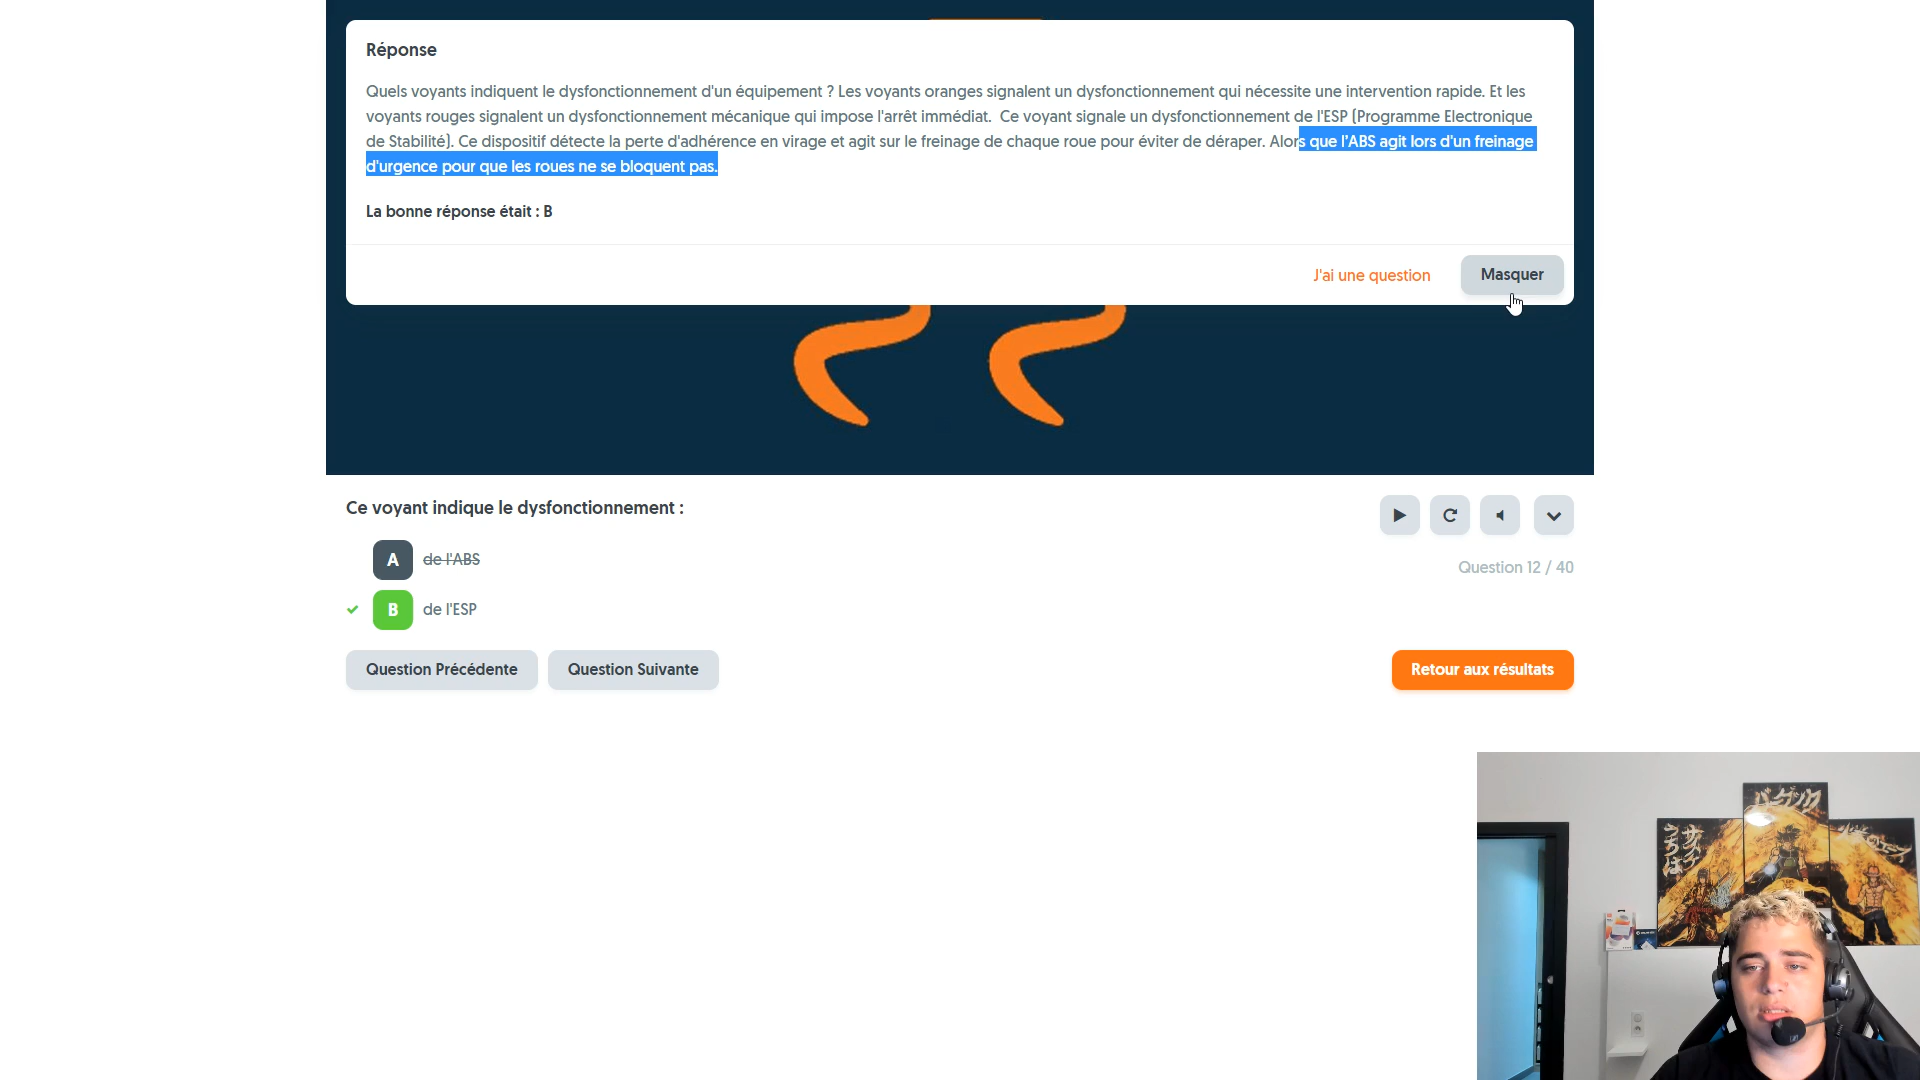 Réponse
Quels voyants indiquent le dysfonctionnement d'un équipement ? Les voyants oranges signalent un dysfonctionnement qui nécessite une intervention rapide. Et les
voyants rouges signalent un dysfonctionnement mécanique qui impose l'arrêt immédiat.  Ce voyant signale un dysfonctionnement de l'ESP (Programme Electronique
de Stabilité). Ce dispositif détecte la perte d'adhérence en virage et agit sur le freinage de chaque roue pour éviter de déraper. Alors que l'ABS agit lors d'un freinage
d'urgence pour que les roues ne se bloquent pas.
La bonne réponse était : B
J'ai une question
Masquer
Ce voyant indique le dysfonctionnement :
A de l'ABS
Question 12 / 40
B de l'ESP
Question Précédente
Question Suivante
Retour aux résultats